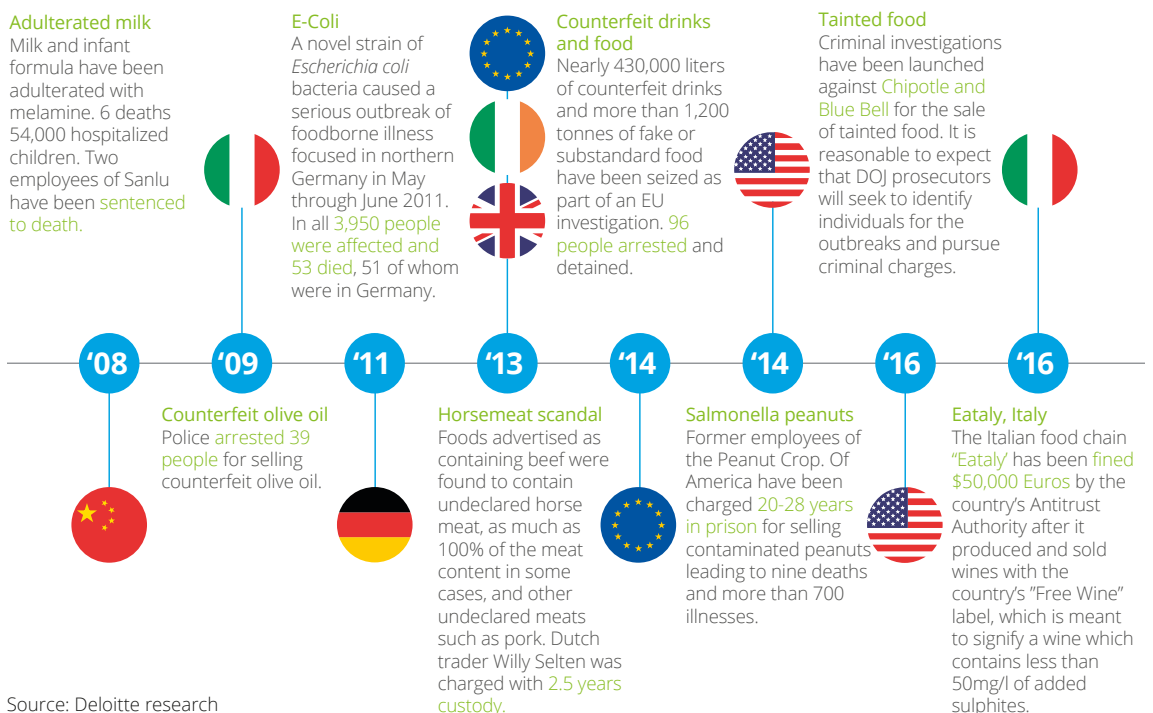 Adulterated milk
Milk and infant
formula have been
adulterated with
melamine. 6 deaths
54,000 hospitalized
children. Two
employees of Sanlu
have been sentenced
to death.
E-Coli
A novel strain of
Escherichia coli
bacteria caused a
serious outbreak of
foodborne illness
focused in northern
Germany in May
through June 2011.
In all 3,950 people
were affected and
53 died, 51 of whom
were in Germany.
Counterfeit drinks
and food
Nearly 430,000 liters
of counterfeit drinks
and more than 1,200
tonnes of fake or
substandard food
have been seized as
part of an EU
investigation. 96
people arrested and
detained.
Tainted food
Criminal investigations
have been launched
against Chipotle and
Blue Bell for the sale
of tainted food. It is
reasonable to expect
that DOJ prosecutors
will seek to identify
individuals for the
outbreaks and pursue
criminal charges.
‘08
‘09
‘11
‘13
‘14
‘14
‘16
‘16
Counterfeit olive oil
Police arrested 39
people for selling
counterfeit olive oil.
Horsemeat scandal
Foods advertised as
containing beef were
found to contain
undeclared horse
meat, as much as
100% of the meat
content in some
cases, and other
undeclared meats
such as pork. Dutch
trader Willy Selten was
charged with 2.5 years
custody.
Salmonella peanuts
Former employees of
the Peanut Crop. Of
America have been
charged 20-28 years
in prison for selling
contaminated peanuts
leading to nine deaths
and more than 700
illnesses.
Eataly, Italy
The Italian food chain
“Eataly’ has been fined
$50,000 Euros by the
country’s Antitrust
Authority after it
produced and sold
wines with the
country’s ”Free Wine”
label, which is meant
to signify a wine which
contains less than
50mg/l of added
sulphites.
Source: Deloitte research